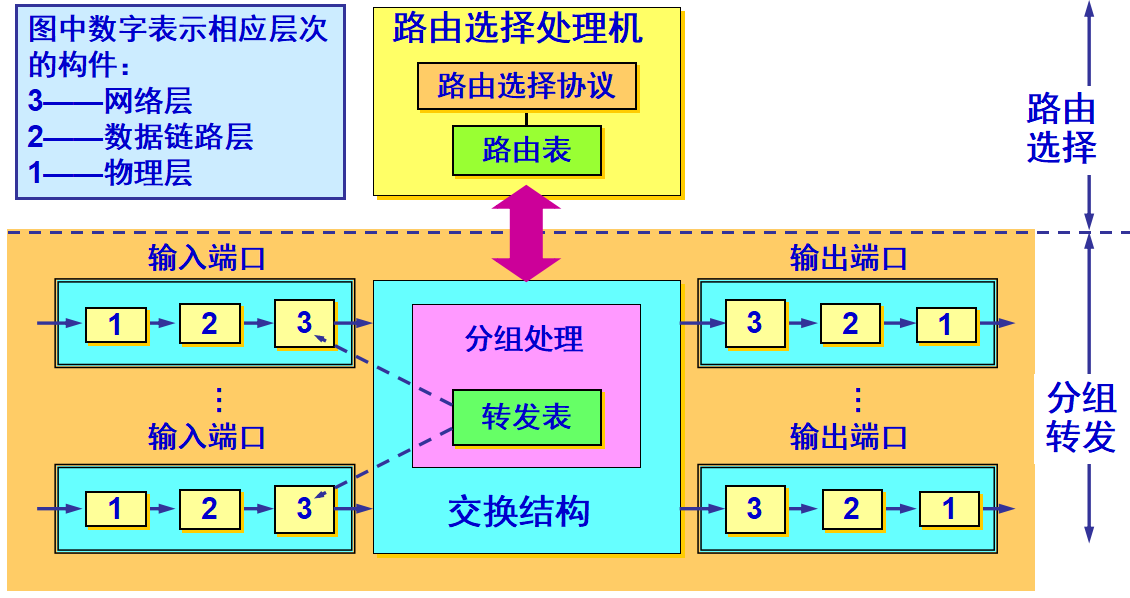 图中数字表示相应层次
的构件：
3——网络层
2——数据链路层
1——物理层
路由选择处理机
路由选择协议
路由表
路由
选择
输入端口
1
2
3
输入端口
1
2
3
分组处理
转发表
交换结构
输出端口
3
2
1
输出端口
3
2
1
分组
转发